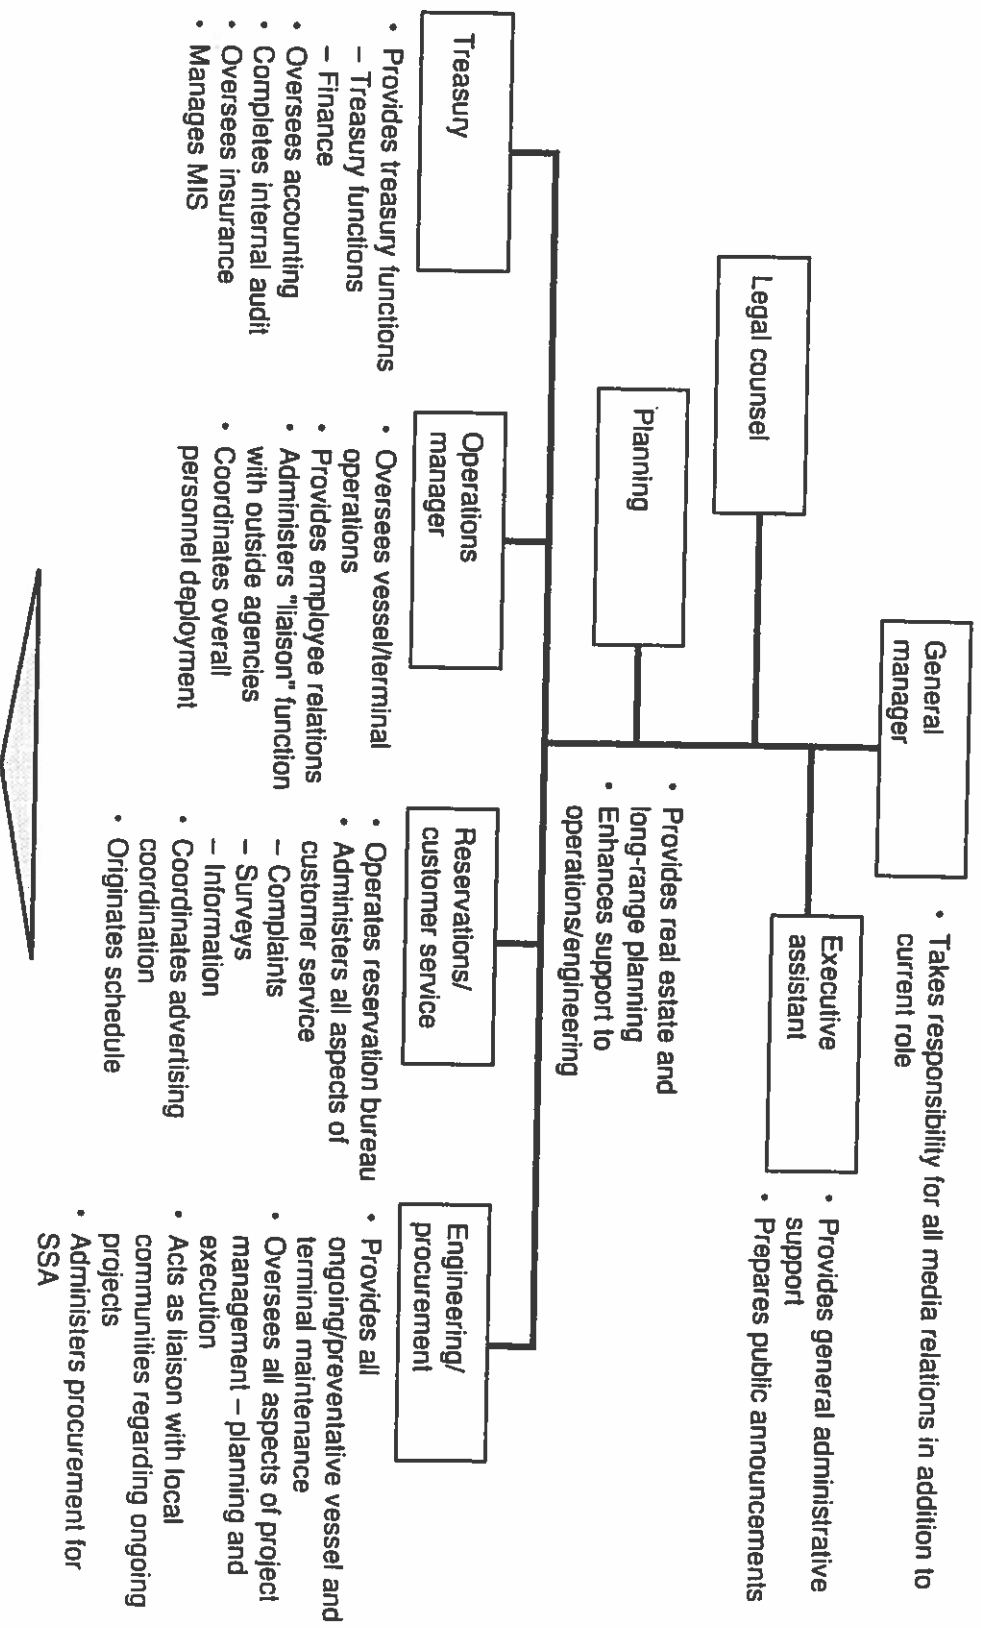 General
manager
• Takes responsibility for all media relations in addition to
current role
Executive
assistant
• Provides general administrative
support
• Prepares public announcements
Legal counsel
Planning
• Provides real estate and
long-range planning
• Enhances support to
operations/engineering
Treasury
• Provides treasury functions
– Treasury functions
– Finance
• Oversees accounting
• Completes internal audit
• Oversees insurance
• Manages MIS
Operations
manager
• Oversees vessel/terminal
operations
• Provides employee relations
• Administers "liaison" function
with outside agencies
• Coordinates overall
personnel deployment
Reservations/
customer service
• Operates reservation bureau
• Administers all aspects of
customer service
– Complaints
– Surveys
– Information
• Coordinates advertising
coordination
• Originates schedule
Engineering/
procurement
• Provides all
ongoing/preventative vessel and
terminal maintenance
• Oversees all aspects of project
management – planning and
execution
• Acts as liaison with local
communities regarding ongoing
projects
• Administers procurement for
SSA